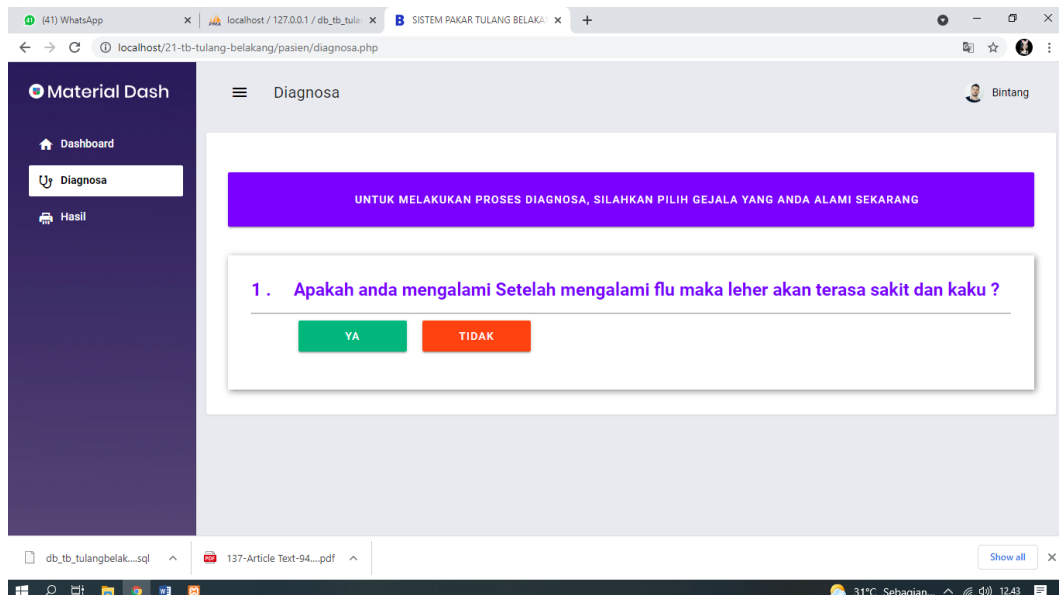 (41) WhatsApp
localhost / 127.0.0.1 / db_tb_tula
SISTEM PAKAR TULANG BELAKA
localhost/21-tb-tulang-belakang/pasien/diagnosa.php
Material Dash
Diagnosa
Bintang
Dashboard
Diagnosa
Hasil
UNTUK MELAKUKAN PROSES DIAGNOSA, SILAHKAN PILIH GEJALA YANG ANDA ALAMI SEKARANG
1 . Apakah anda mengalami Setelah mengalami flu maka leher akan terasa sakit dan kaku ?
YA
TIDAK
db_tb_tulangbelak....sql
137-Article Text-94....pdf
Show all
31°C Sebagian... 12.43